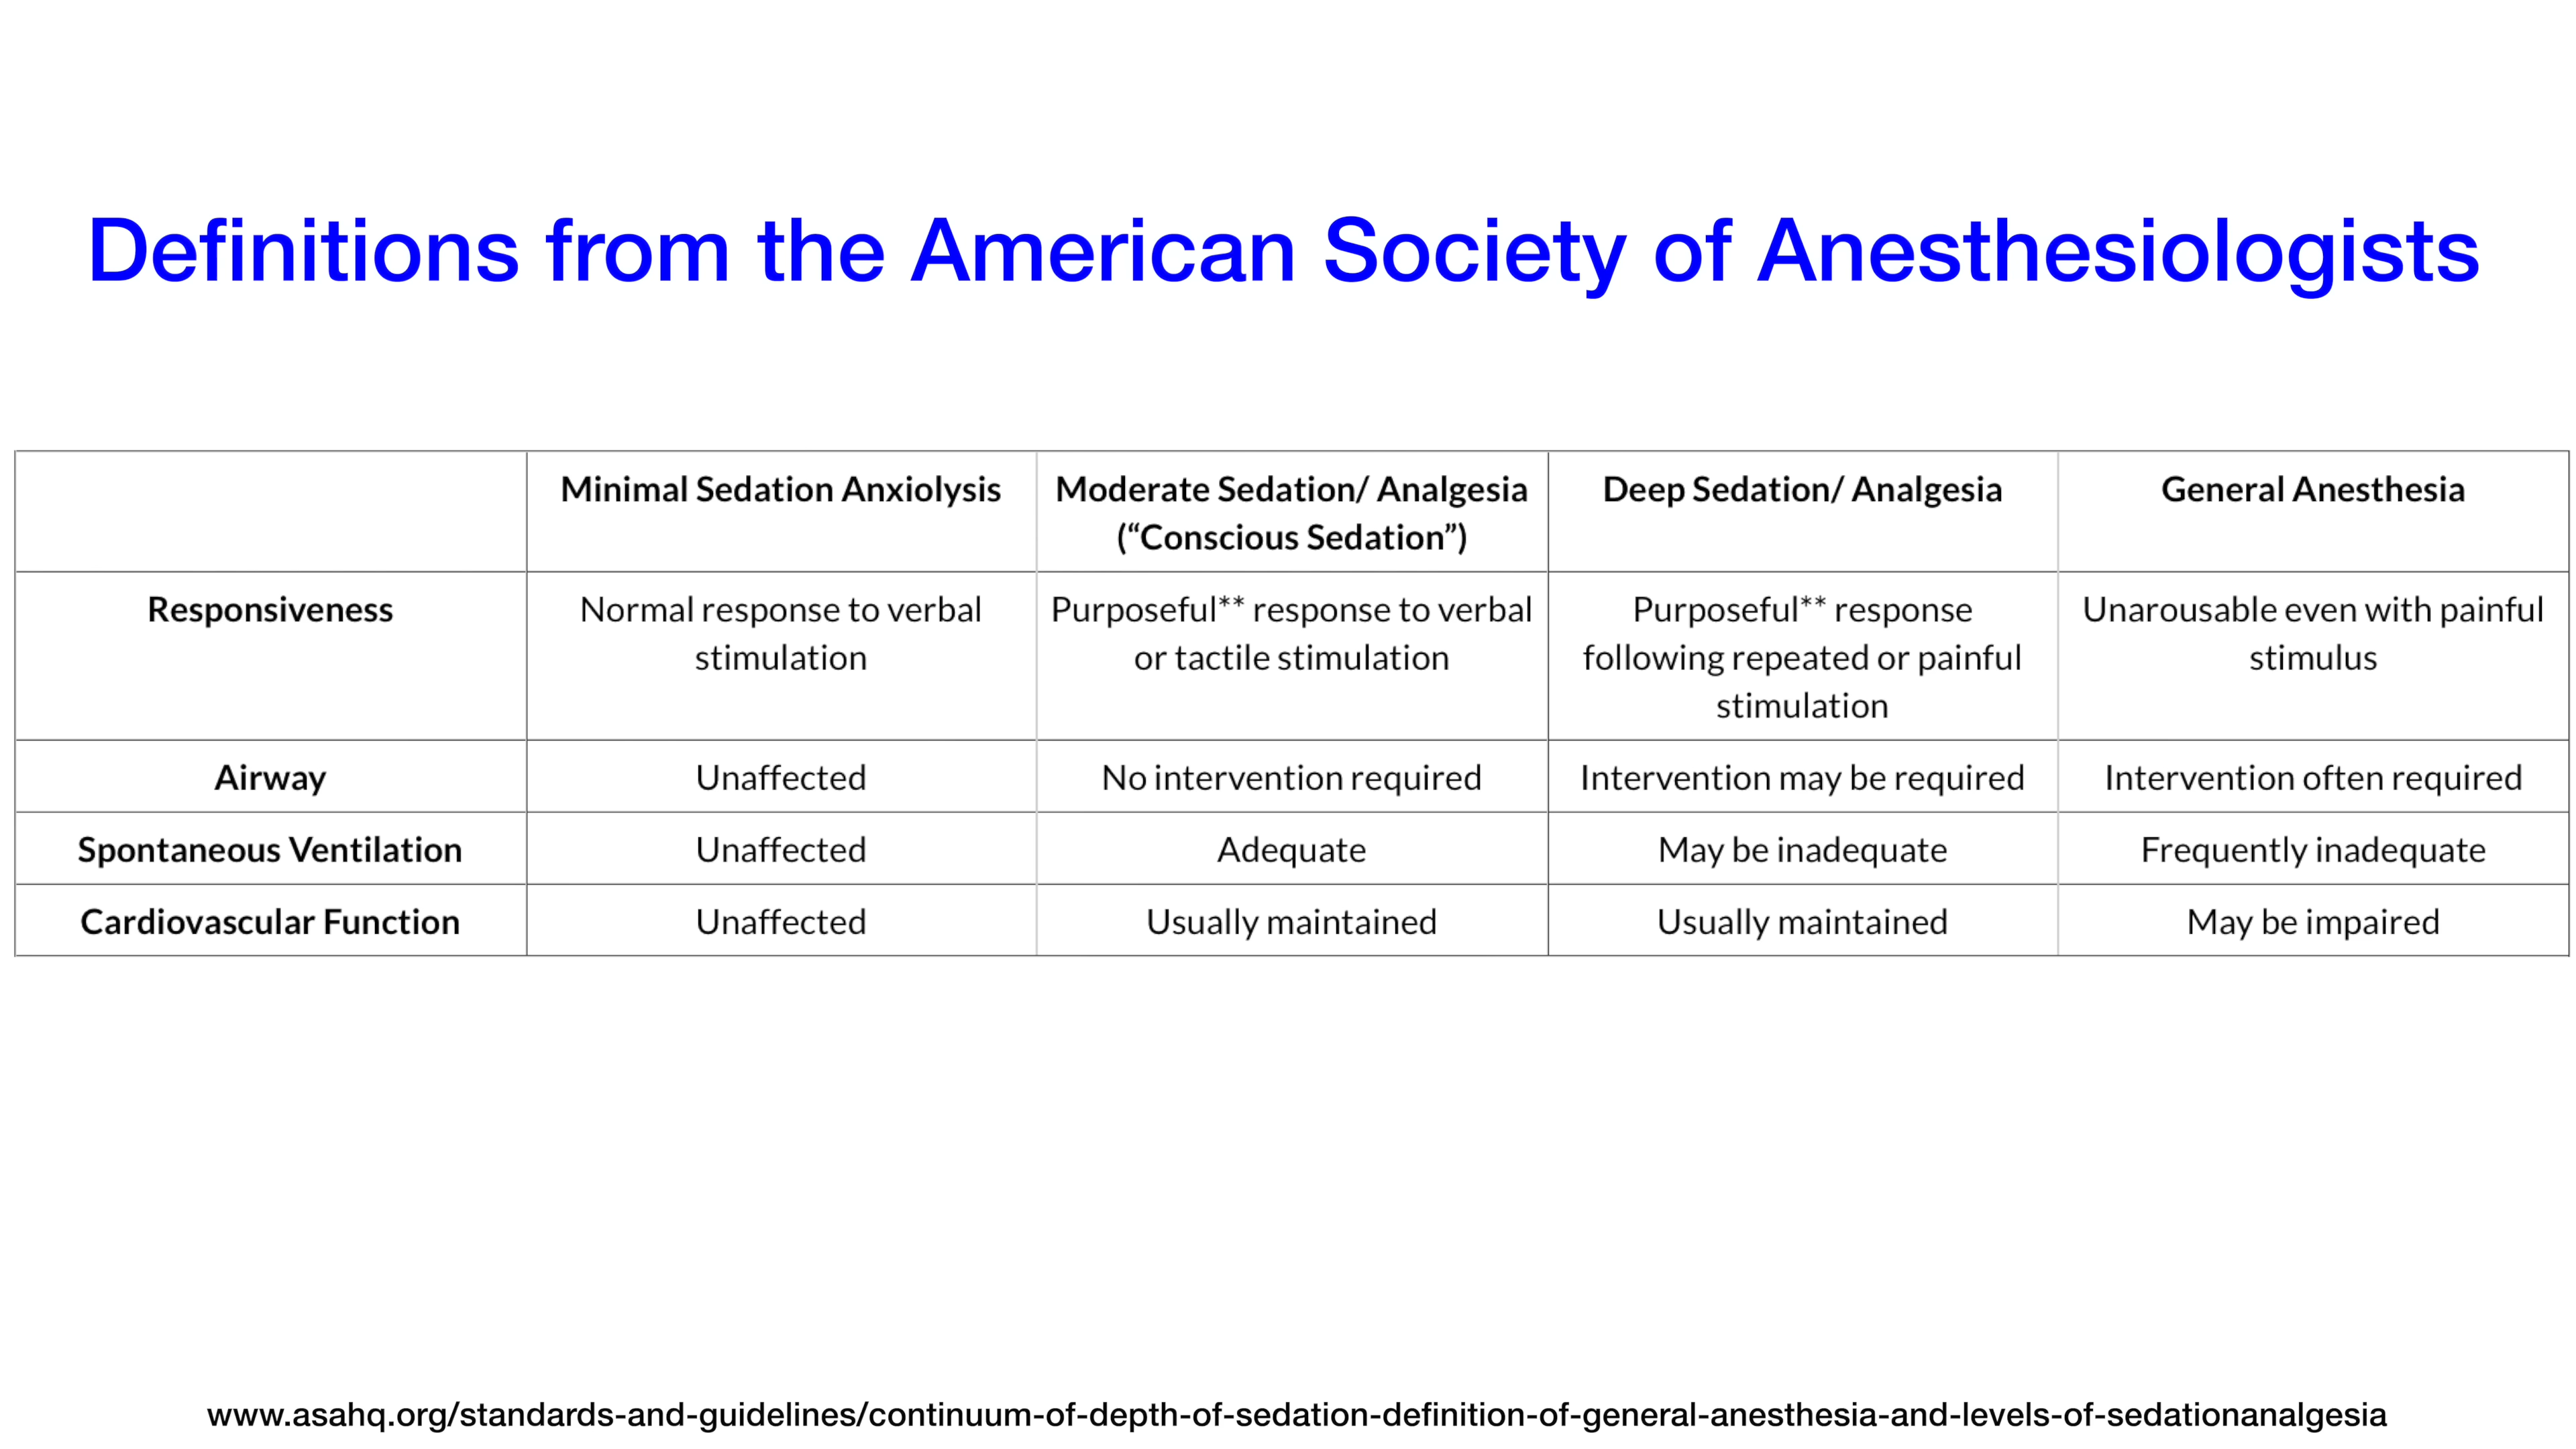 Definitions from the American Society of Anesthesiologists
Minimal Sedation Anxiolysis
Moderate Sedation/ Analgesia
(“Conscious Sedation”)
Deep Sedation/ Analgesia
General Anesthesia
Responsiveness
Normal response to verbal
stimulation
Purposeful** response to verbal
or tactile stimulation
Purposeful** response
following repeated or painful
stimulation
Unarousable even with painful
stimulus
Airway
Unaffected
No intervention required
Intervention may be required
Intervention often required
Spontaneous Ventilation
Unaffected
Adequate
May be inadequate
Frequently inadequate
Cardiovascular Function
Unaffected
Usually maintained
Usually maintained
May be impaired
www.asahq.org/standards-and-guidelines/continuum-of-depth-of-sedation-definition-of-general-anesthesia-and-levels-of-sedationanalgesia